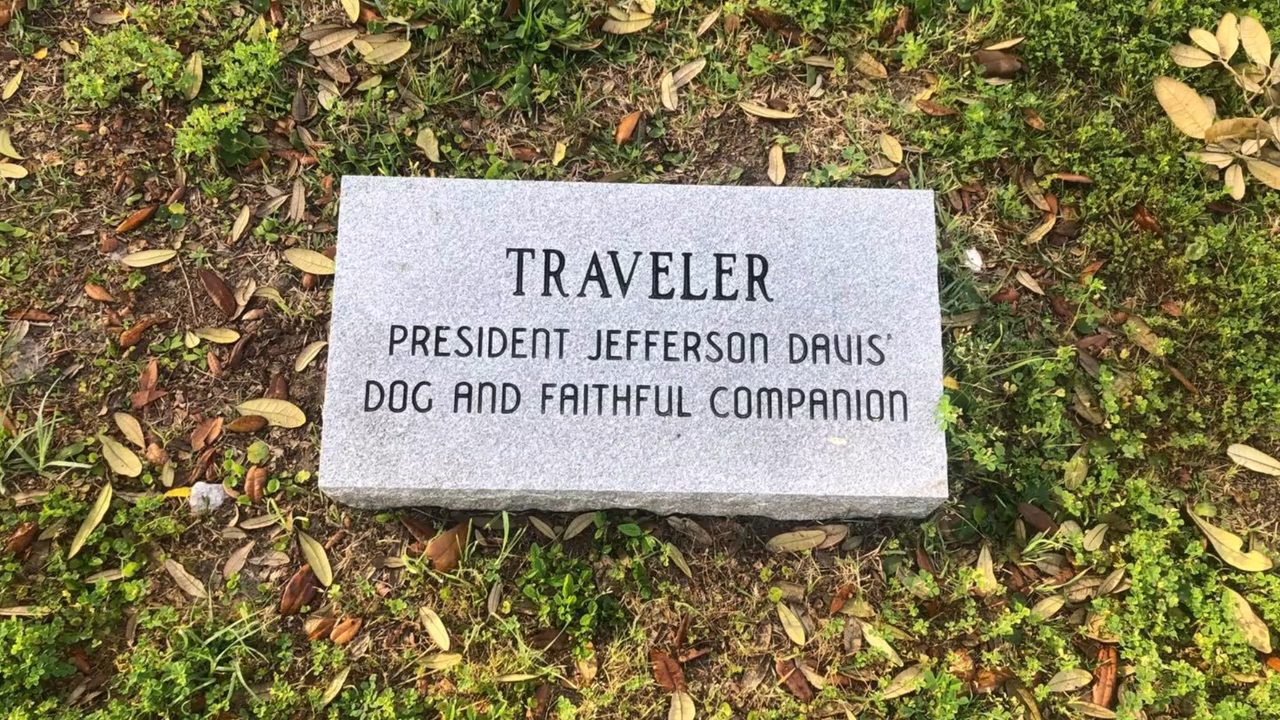 TRAVELER
PRESIDENT JEFFERSON DAVIS'
DOG AND FAITHFUL COMPANION